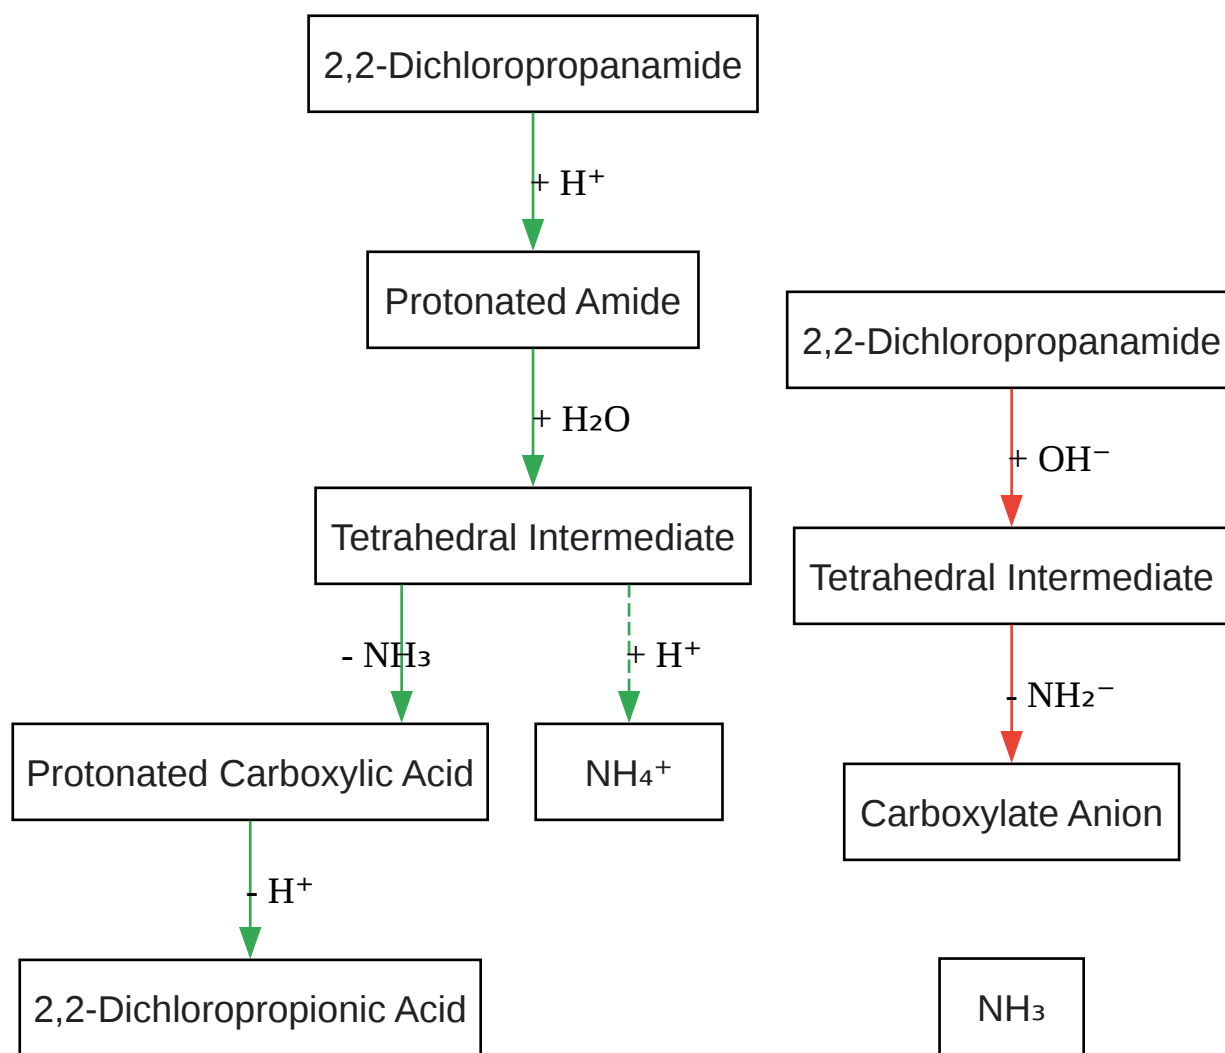 2,2-Dichloropropanamide
+ H⁺
Protonated Amide
+ H₂O
Tetrahedral Intermediate
- NH₃
+ H⁺
Protonated Carboxylic Acid
NH₄⁺
- H⁺
2,2-Dichloropropionic Acid
2,2-Dichloropropanamide
+ OH⁻
Tetrahedral Intermediate
- NH₂⁻
Carboxylate Anion
NH₃